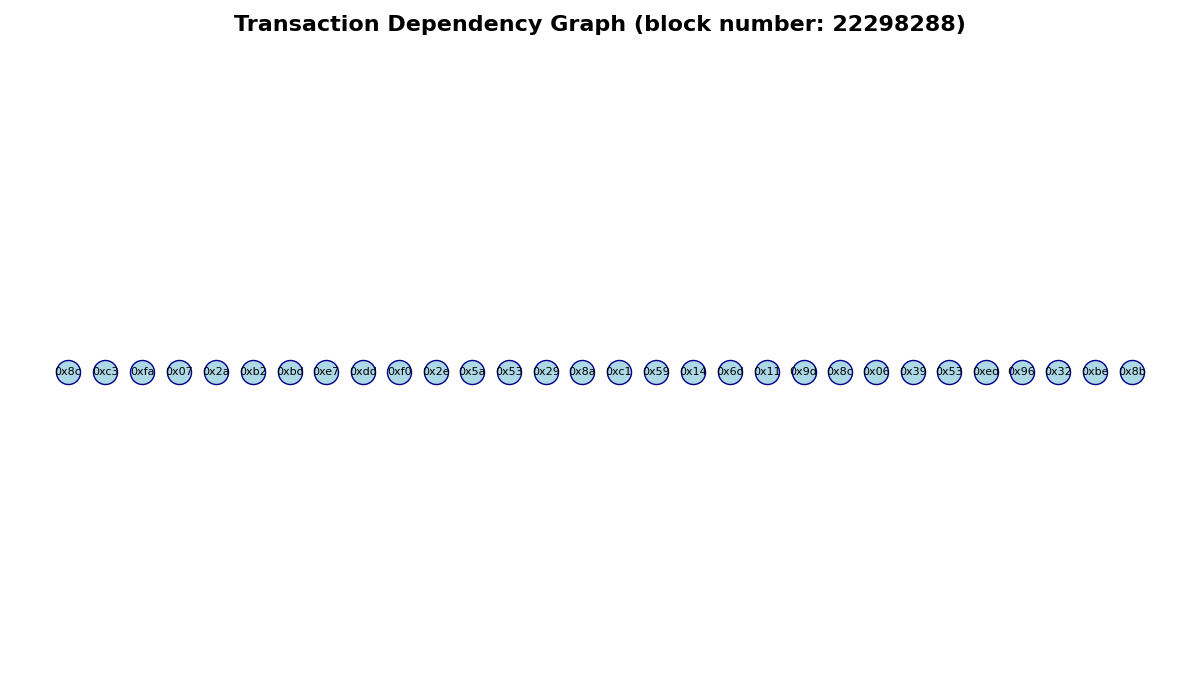 Transaction Dependency Graph (block number: 22298288)
0x8c 0xc3 0xfa 0x07 0x2a 0xb2 0xbd 0xe7 0xdd 0xf0 0x2e 0x5a 0x53 0x29 0x8a 0xc1 0x59 0x14 0x6d 0x11 0x9d 0x8c 0x06 0x39 0x53 0xed 0x96 0x32 0xbe 0x8b